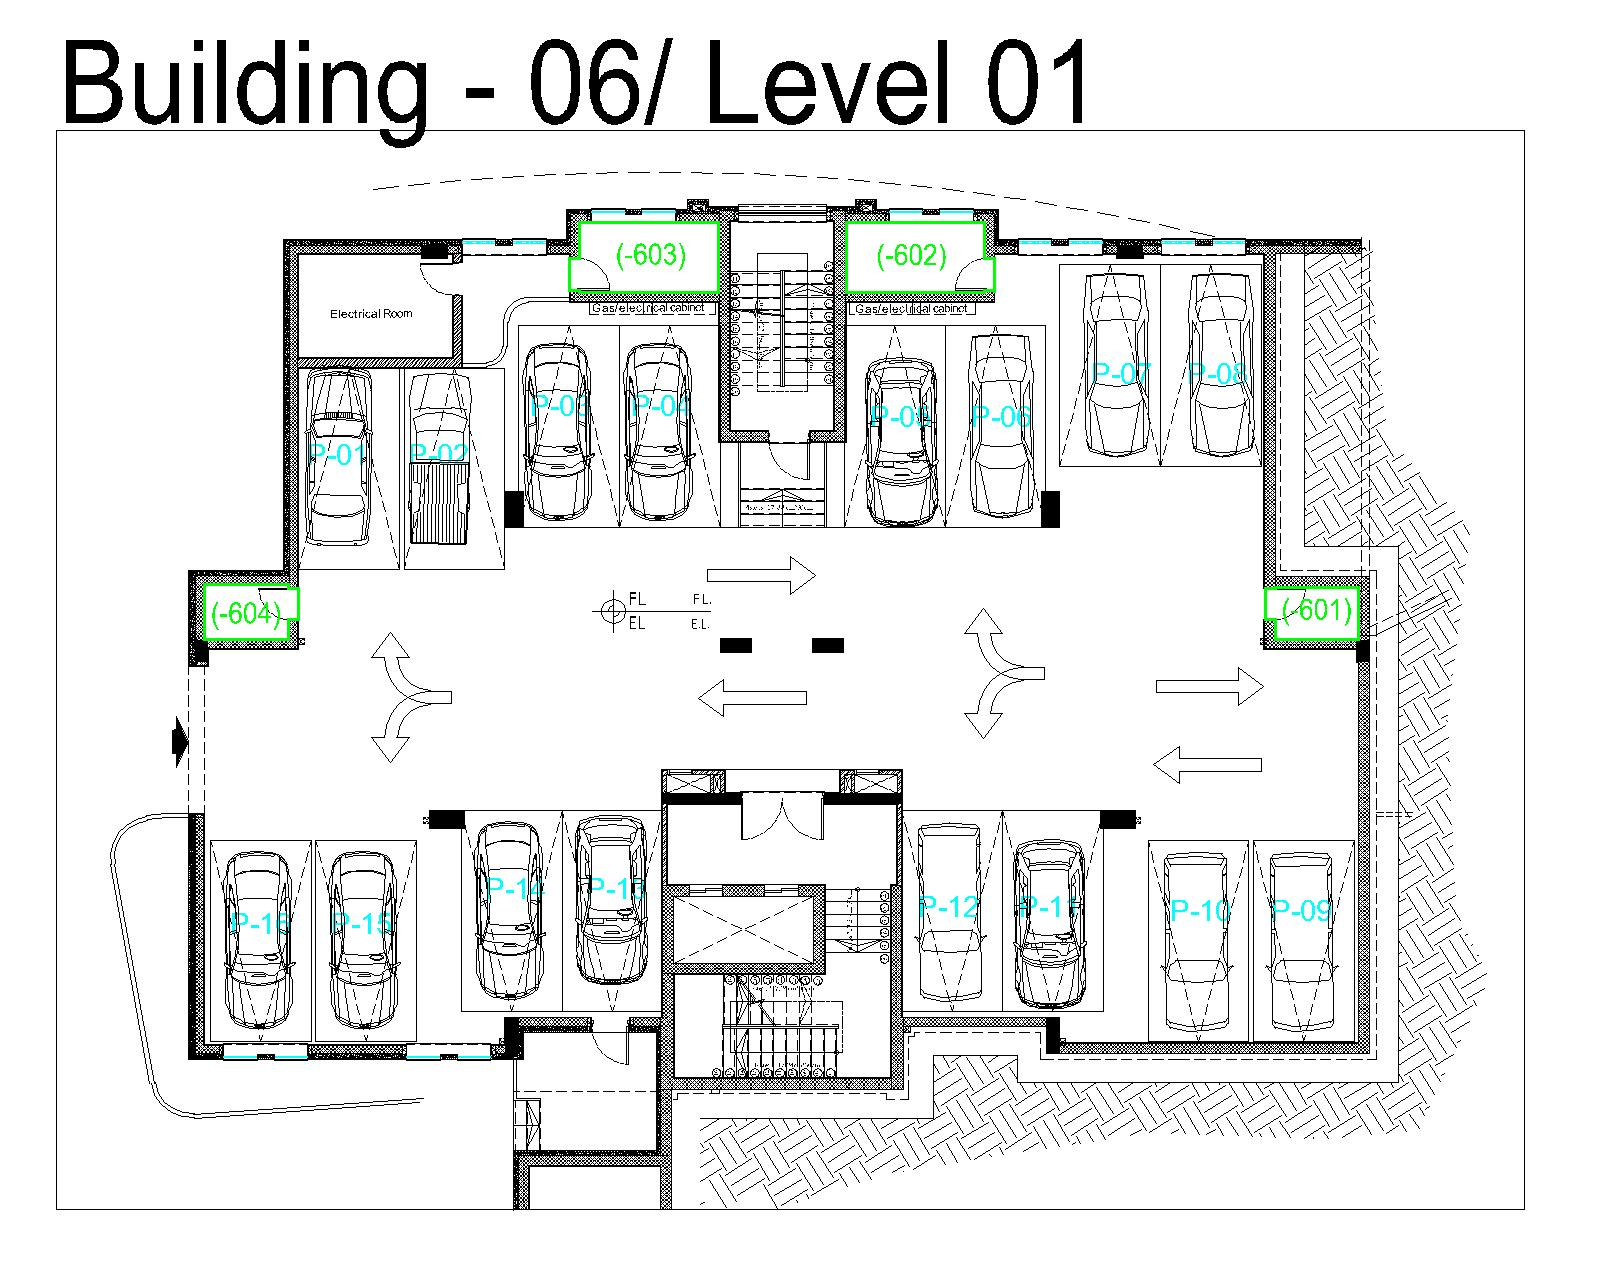 Building - 06/ Level 01
(-603)
(-602)
Electrical Room
Gas/electrical cabinet
Gas/electrical cabinet
P-07
P-08
P-03
P-04
P-05
P-06
P-01
P-02
(-604)
FL
FL.
EL
E.L.
(-601)
P-14
P-13
P-12
P-11
P-16
P-15
P-10
P-09